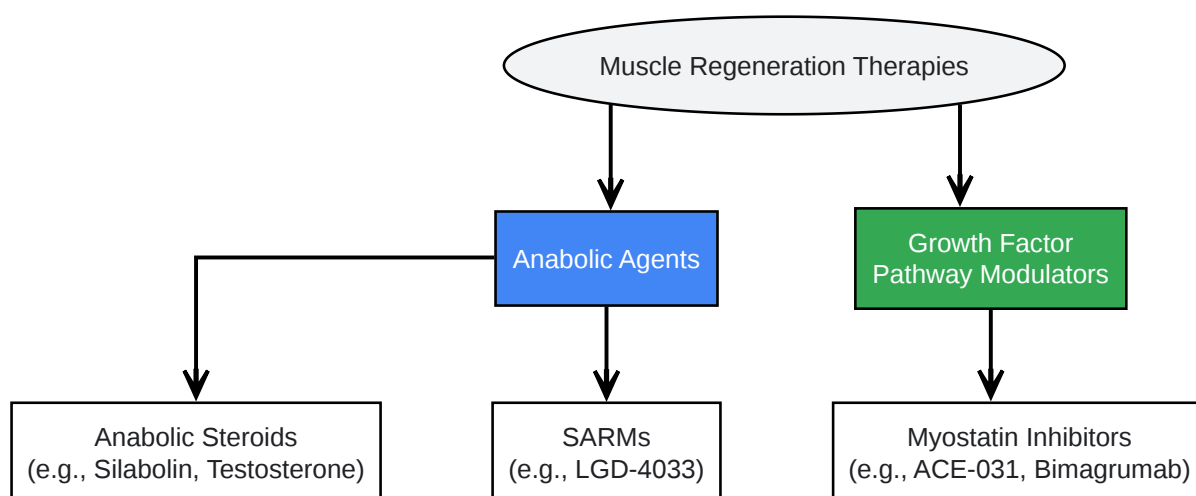 Muscle Regeneration Therapies
Anabolic Agents
Growth Factor
Pathway Modulators
Anabolic Steroids
(e.g., Silabolin, Testosterone)
SARMs
(e.g., LGD-4033)
Myostatin Inhibitors
(e.g., ACE-031, Bimagrumab)